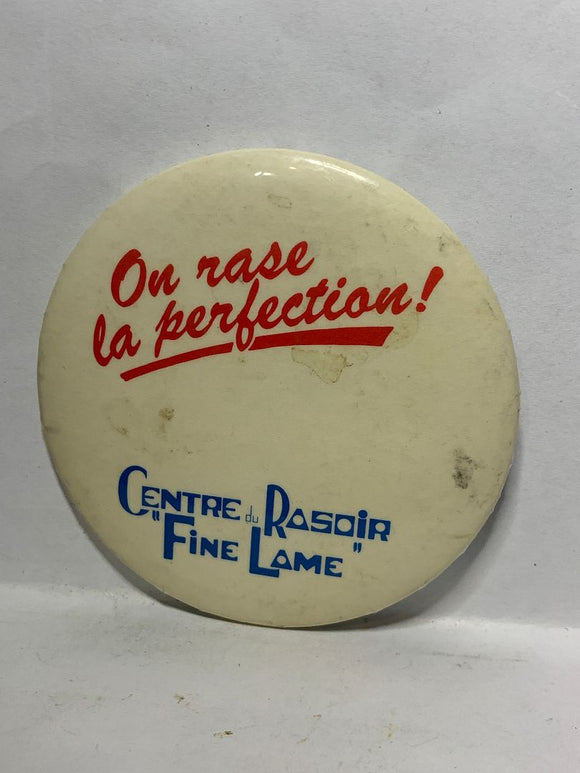 On rase
la perfection!
CENTRE du RASOIR
"FINE LAME"